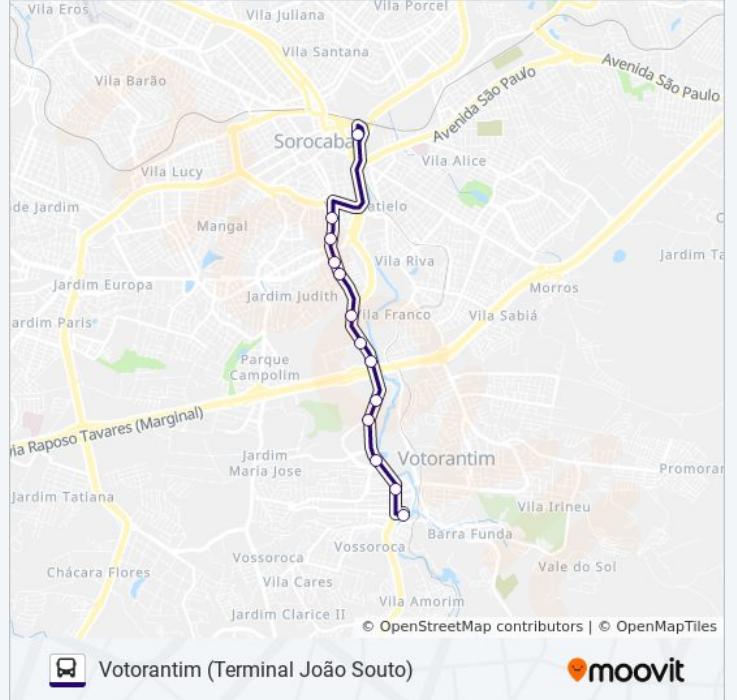 Vila Eros
Vila Juliana
Vila Porcel
Vila Santana
Vila Barão
Avenida São Paulo
Avenida São Paulo
Sorocaba
Vila Alice
Vila Lucy
de Jardim
atielo
Mangal
Vila Riva
Jardim Ta
Jardim Europa
Morros
Jardim Judith
ardim Paris
ila Franco
Vila Sabiá
Parque
Campolim
via Raposo Tavares (Marginal)
Jardim
Maria Jose
Votorantim
Promorar
Jardim Tatiana
Vila Irineu
Barra Funda
Vossoroca
Vossoroca
Vale do Sol
Chácara Flores
Vila Cares
Vila Amorim
Jardim Clarice II
© OpenStreetMap contributors | © OpenMapTiles
Votorantim (Terminal João Souto)
moovit